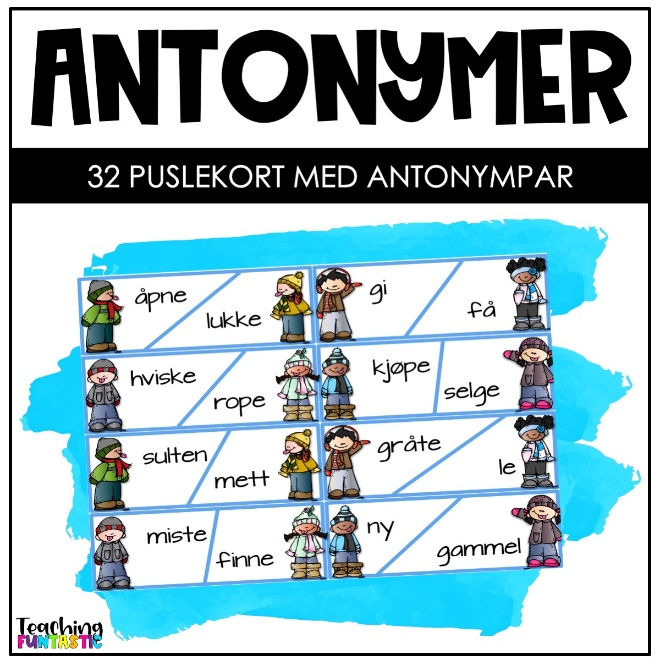 ANTONYMER
32 PUSLEKORT MED ANTONYMPAR
åpne
lukke
gi
få
hviske
rope
kjøpe
selge
sulten
mett
gråte
le
miste
finne
ny
gammel
Teaching
FUNTASTIC